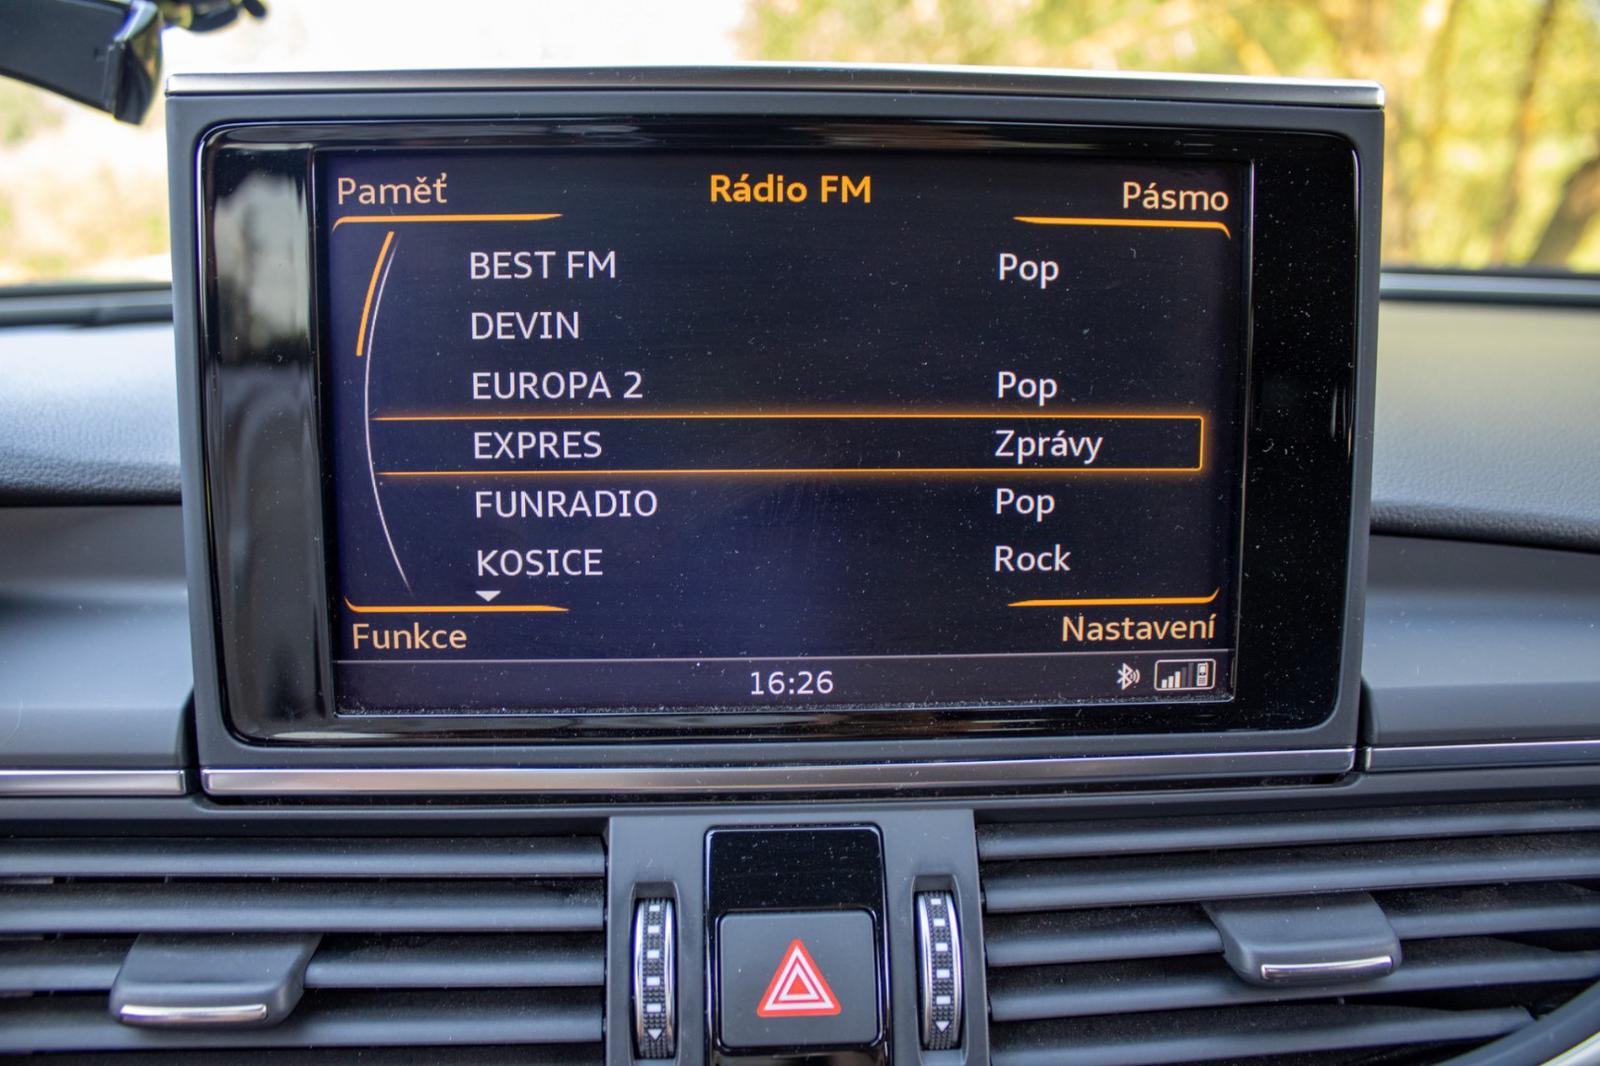 Paměť Rádio FM Pásmo
BEST FM Pop
DEVIN
EUROPA 2 Pop
EXPRES Zprávy
FUNRADIO Pop
KOSICE Rock
Funkce Nastavení
16:26